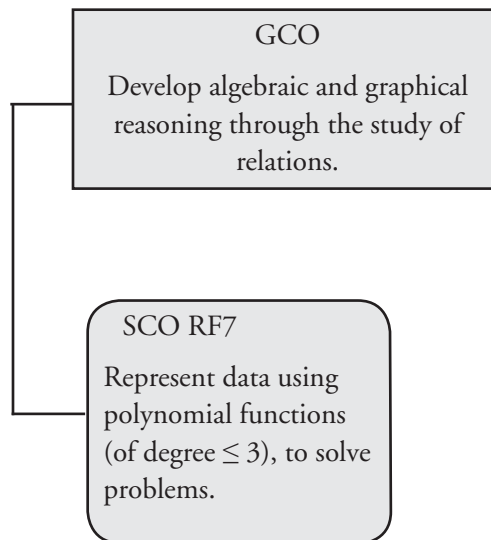 GCO
Develop algebraic and graphical
reasoning through the study of
relations.
SCO RF7
Represent data using
polynomial functions
(of degree ≤ 3), to solve
problems.